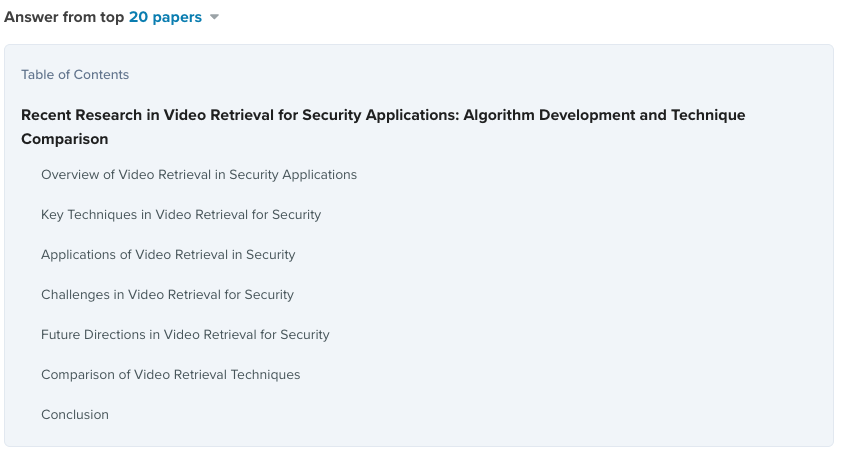 Answer from top 20 papers
Table of Contents
Recent Research in Video Retrieval for Security Applications: Algorithm Development and Technique
Comparison
Overview of Video Retrieval in Security Applications
Key Techniques in Video Retrieval for Security
Applications of Video Retrieval in Security
Challenges in Video Retrieval for Security
Future Directions in Video Retrieval for Security
Comparison of Video Retrieval Techniques
Conclusion